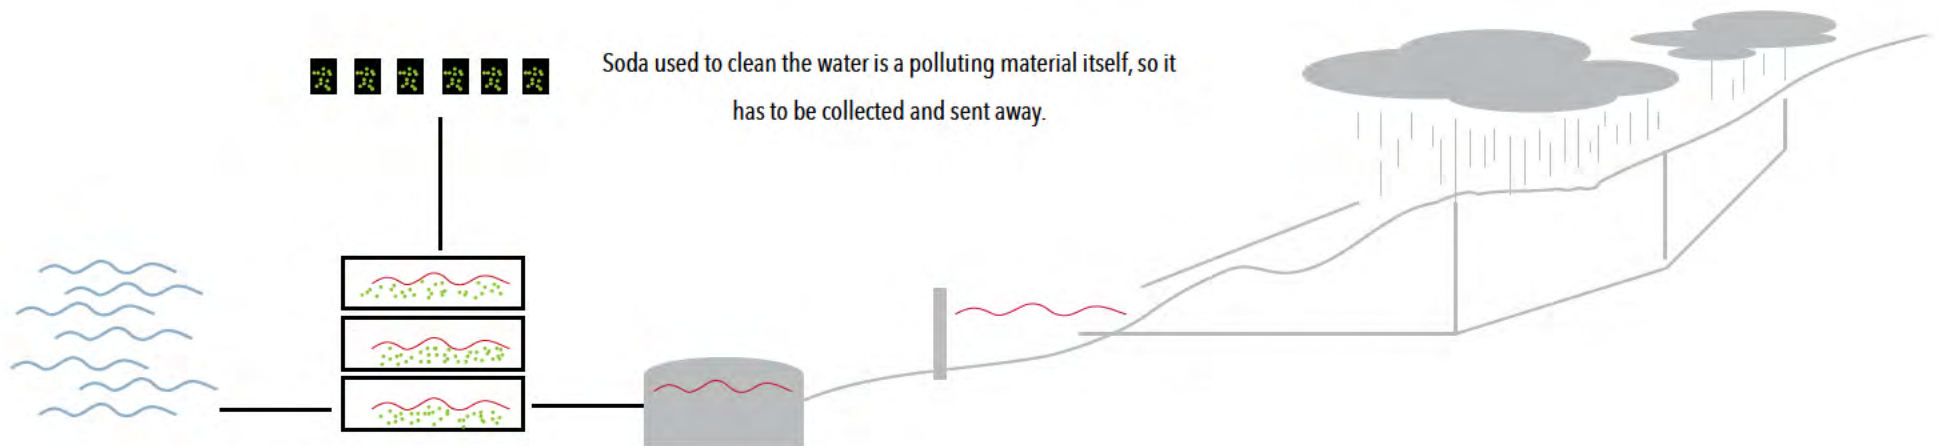 Soda used to clean the water is a polluting material itself, so it
has to be collected and sent away.